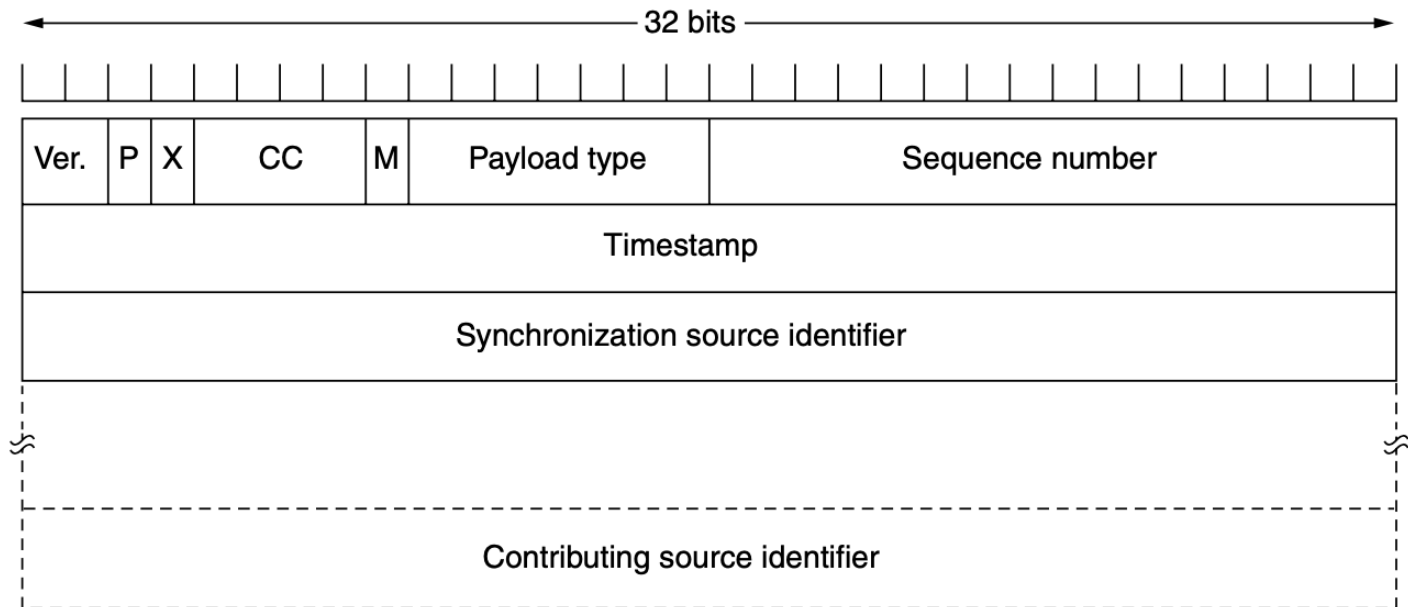 32 bits
Ver. P X CC M Payload type Sequence number
Timestamp
Synchronization source identifier
Contributing source identifier